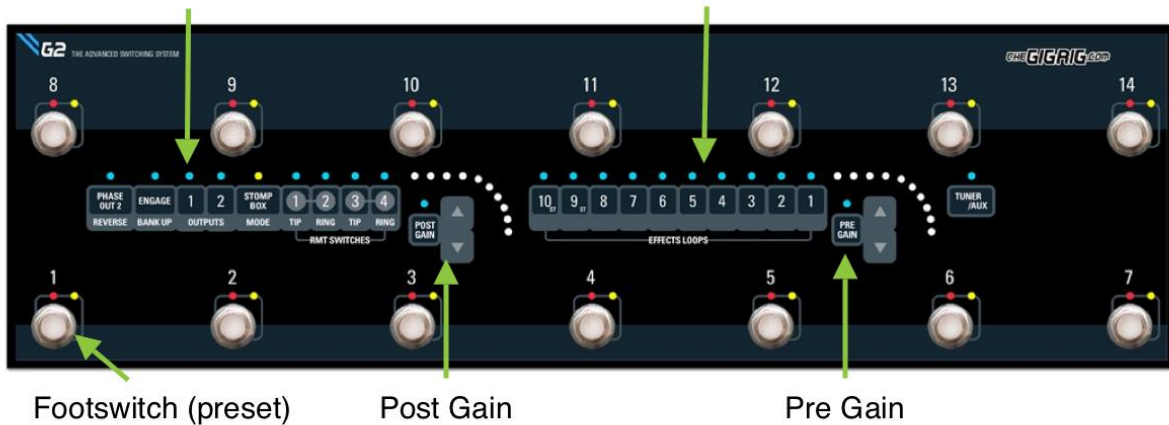 G2 THE ADVANCED SWITCHING SYSTEM
THEGIGRIG.COM
8 9 10 11 12 13 14
PHASE OUT 2 ENGAGE 1 2 STOMP BOX 1 2 3 4
REVERSE BANK UP OUTPUTS MODE TIP RING TIP RING
RMT SWITCHES
POST GAIN
10 ST 9 ST 8 7 6 5 4 3 2 1
EFFECTS LOOPS
PRE GAIN
TUNER /AUX
1 2 3 4 5 6 7
Footswitch (preset) Post Gain Pre Gain